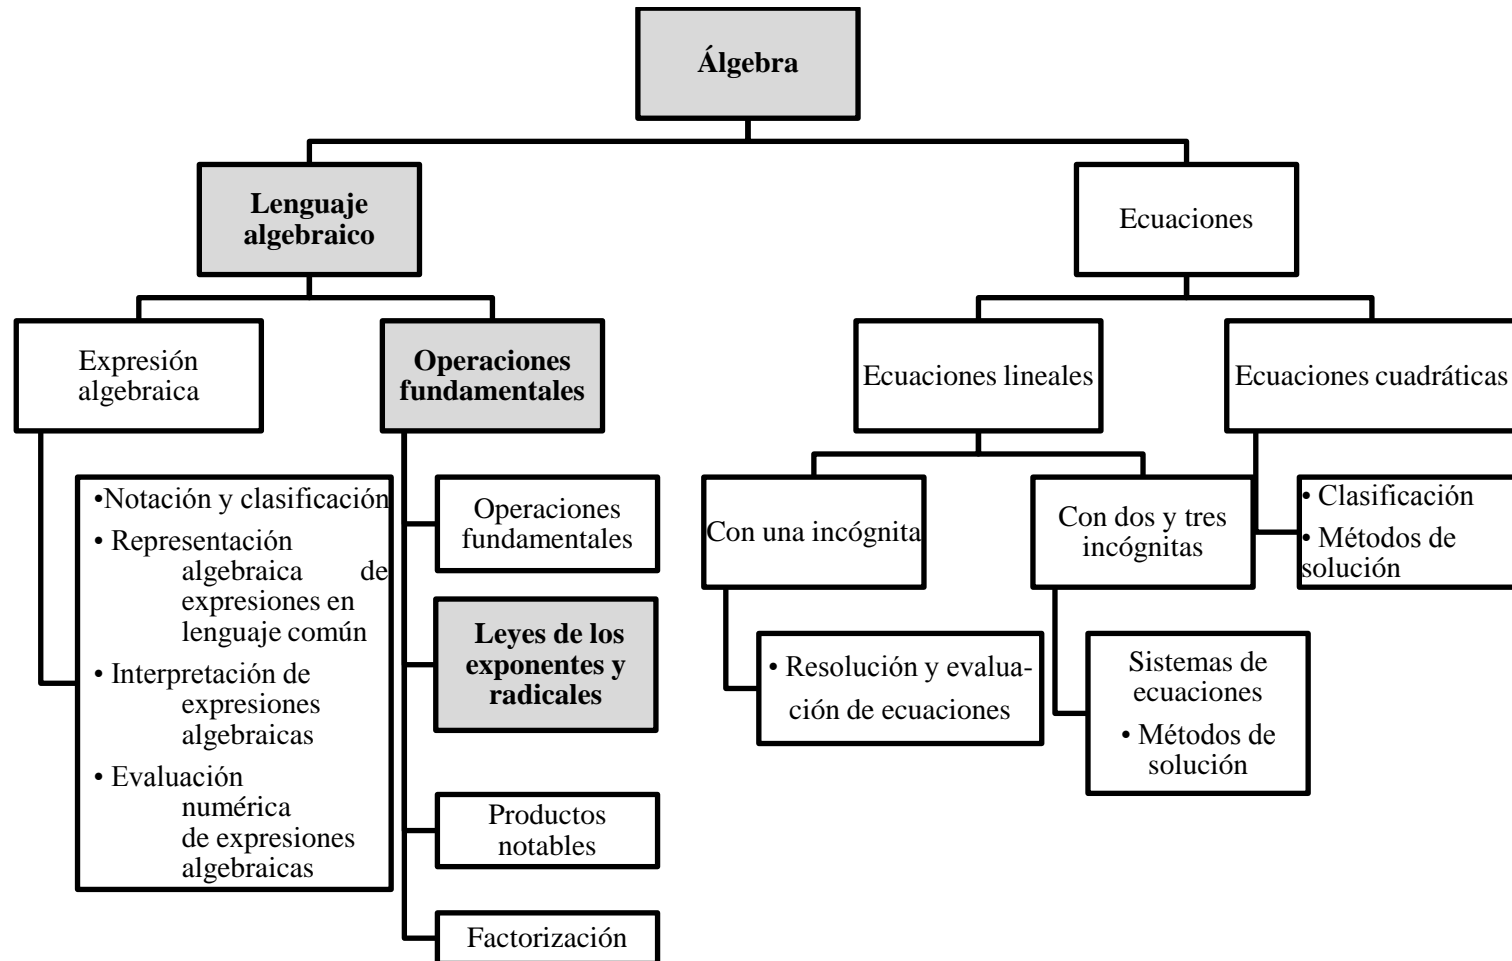 Álgebra
Lenguaje
algebraico
Ecuaciones
Expresión
algebraica
Operaciones
fundamentales
Ecuaciones lineales
Ecuaciones cuadráticas
•Notación y clasificación
• Representación
algebraica de
expresiones en
lenguaje común
• Interpretación de
expresiones
algebraicas
• Evaluación
numérica
de expresiones
algebraicas
Operaciones
fundamentales
Leyes de los
exponentes y
radicales
Productos
notables
Factorización
Con una incógnita
Con dos y tres
incógnitas
• Clasificación
• Métodos de
solución
• Resolución y evalua-
ción de ecuaciones
Sistemas de
ecuaciones
• Métodos de
solución